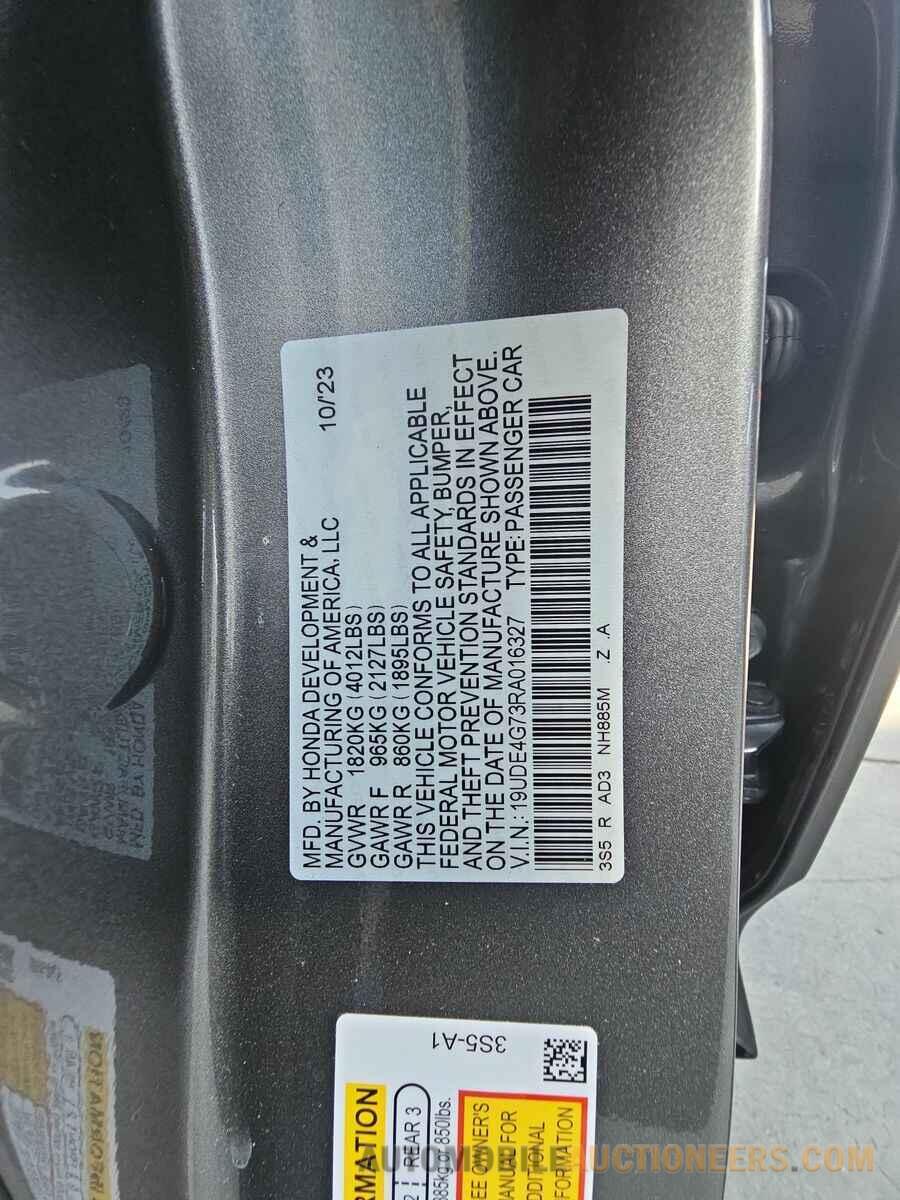 MFD. BY HONDA DEVELOPMENT &
MANUFACTURING OF AMERICA, LLC 10/'23
GVWR 1820KG (4012LBS)
GAWR F 965KG (2127LBS)
GAWR R 860KG (1895LBS)
THIS VEHICLE CONFORMS TO ALL APPLICABLE
FEDERAL MOTOR VEHICLE SAFETY, BUMPER,
AND THEFT PREVENTION STANDARDS IN EFFECT
ON THE DATE OF MANUFACTURE SHOWN ABOVE.
V.I.N.:19UDE4G73RA016327 TYPE:PASSENGER CAR
3S5 R AD3 NH885M .Z .A
3S5-A1
REAR 3
850lbs.
OWNER'S
MANUAL FOR
ADDITIONAL
AUTOMOBILEAUCTIONEERS.COM